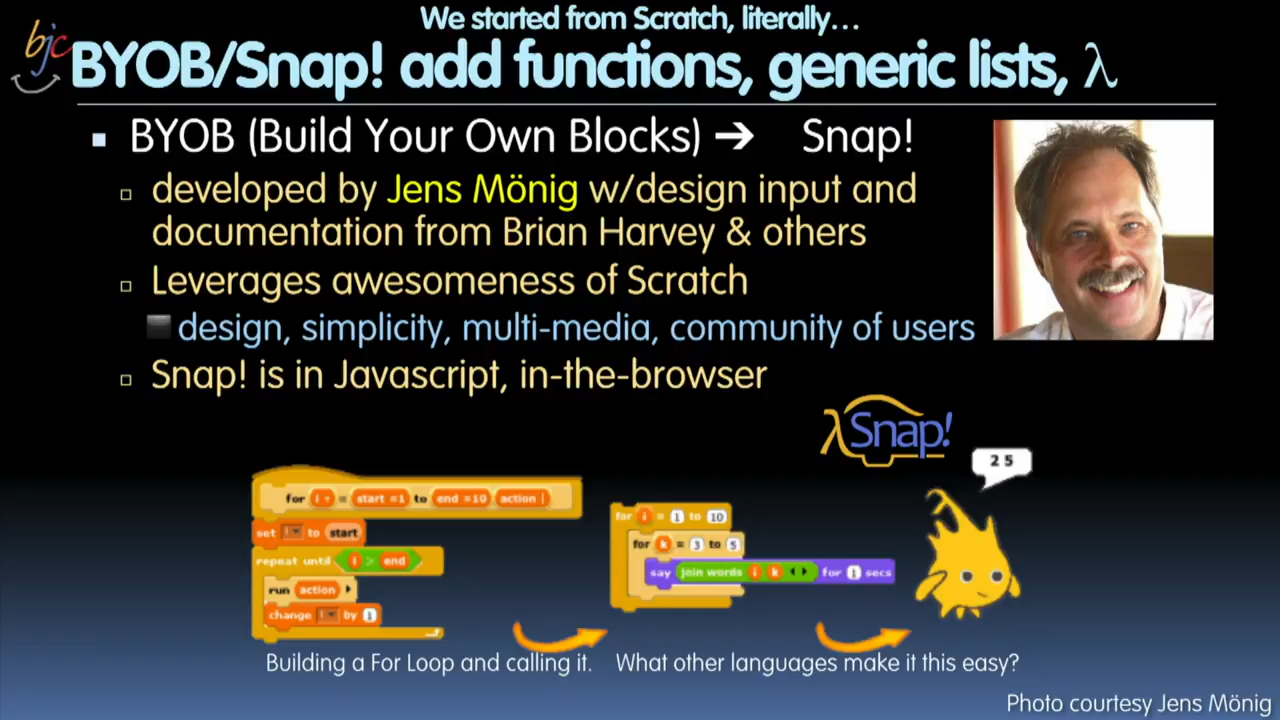 We started from Scratch, literally…
bjc
BYOB/Snap! add functions, generic lists, λ
BYOB (Build Your Own Blocks) ➔ Snap!
developed by Jens Mönig w/design input and
documentation from Brian Harvey & others
Leverages awesomeness of Scratch
design, simplicity, multi-media, community of users
Snap! is in Javascript, in-the-browser
λSnap!
25
for i = start =1 to end =10 action
set i to start
repeat until i > end
run action
change i by 1
for i = 1 to 10
for k = 3 to 5
say join words i k for 1 secs
Building a For Loop and calling it.
What other languages make it this easy?
Photo courtesy Jens Mönig